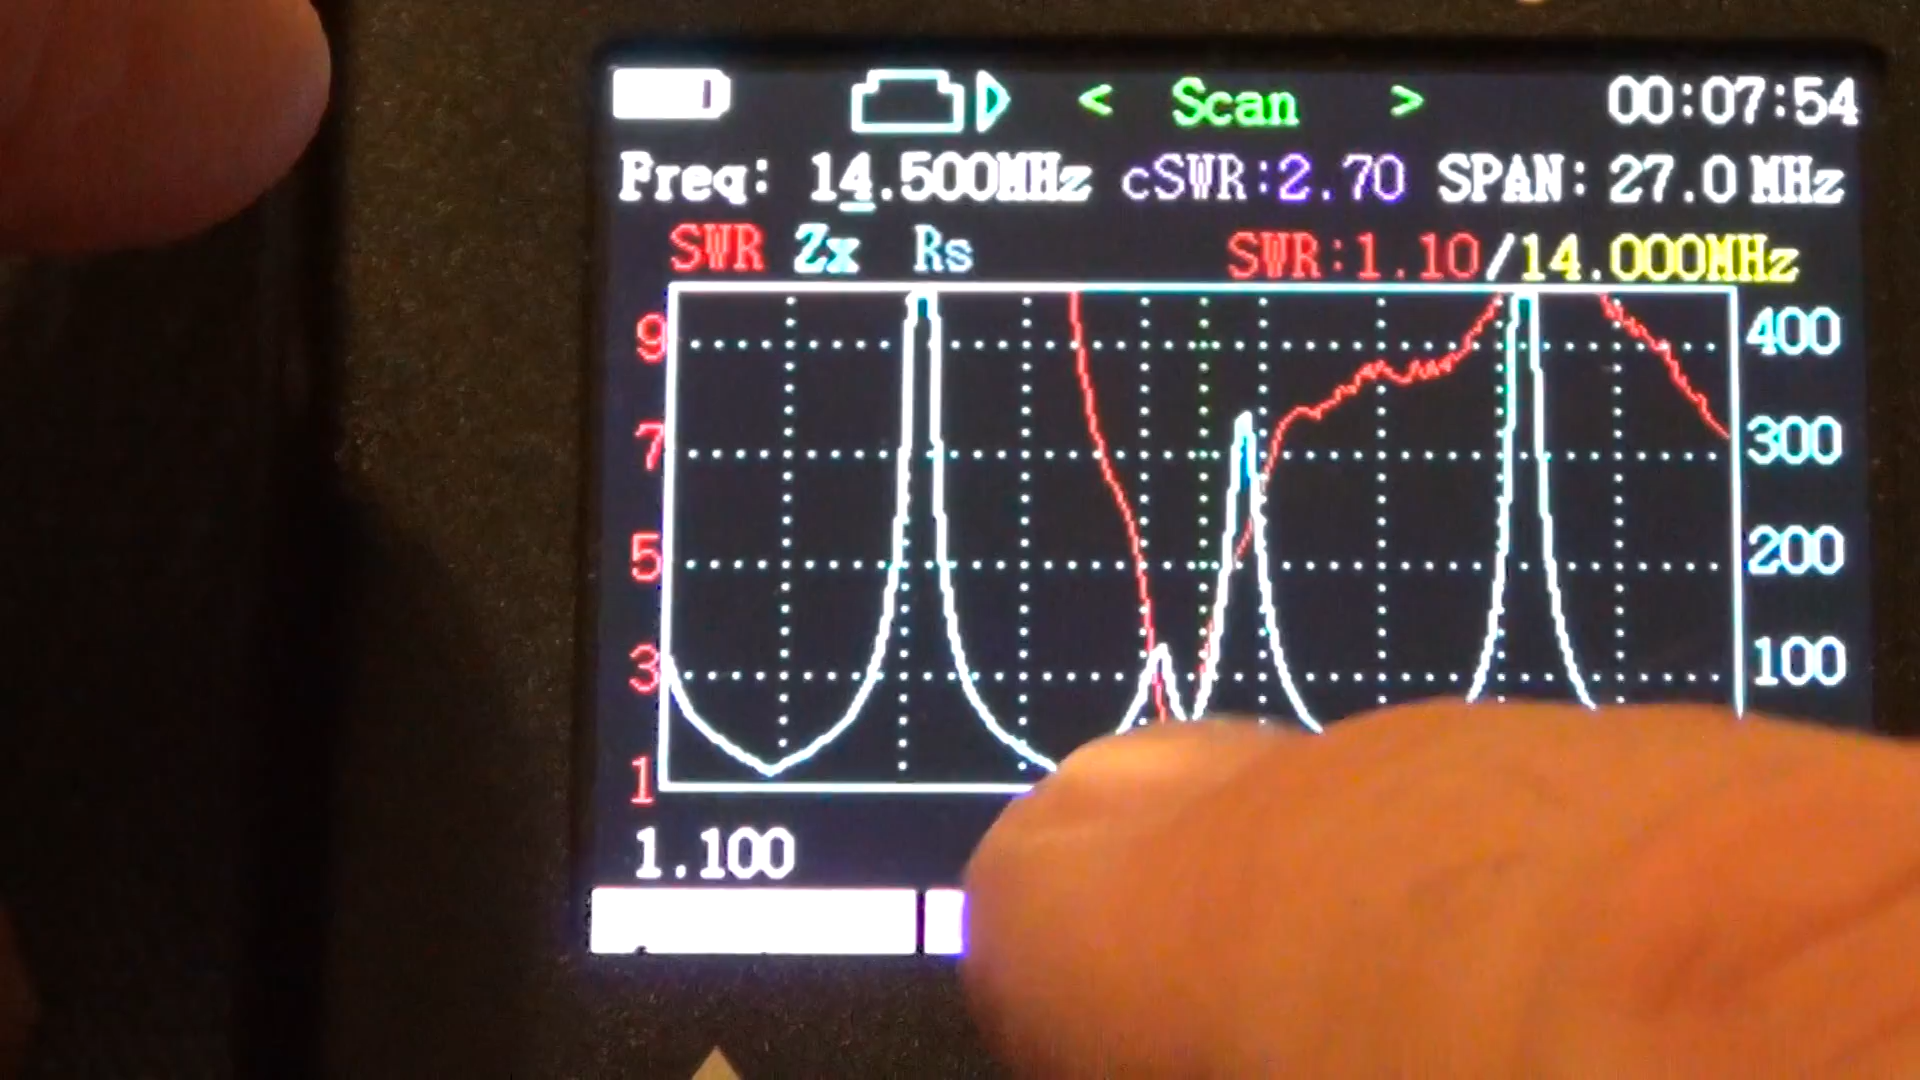 < Scan > 00:07:54
Freq: 14.500MHz cSWR:2.70 SPAN: 27.0 MHz
SWR Zx Rs SWR:1.10/14.000MHz
9 400
7 300
5 200
3 100
1
1.100